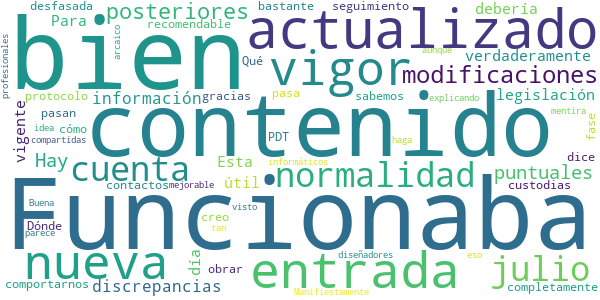 desfasada
posteriores
bastante
seguimiento
debería
Para
recomendable
actualizado
profesionales
arcaico
bien
Qué
vigor
verdaderamente
modificaciones
protocolo
información
gracias
pasa
sabemos
explicando
aunque
legislación
mentira
pasan
idea
cómo
compartidas
contenido
PDT
haga
fase
vigente
Hay
cuenta
Esta
informáticos
normalidad
dice
puntuales
contactos
mejorable
útil
custodias
Buena
Dónde
parece
creo
tan
visto
Funcionaba
nueva
día
obrar
entrada
diseñadores
eso
julio
comportarnos
discrepancias
Manifiestamente
completamente